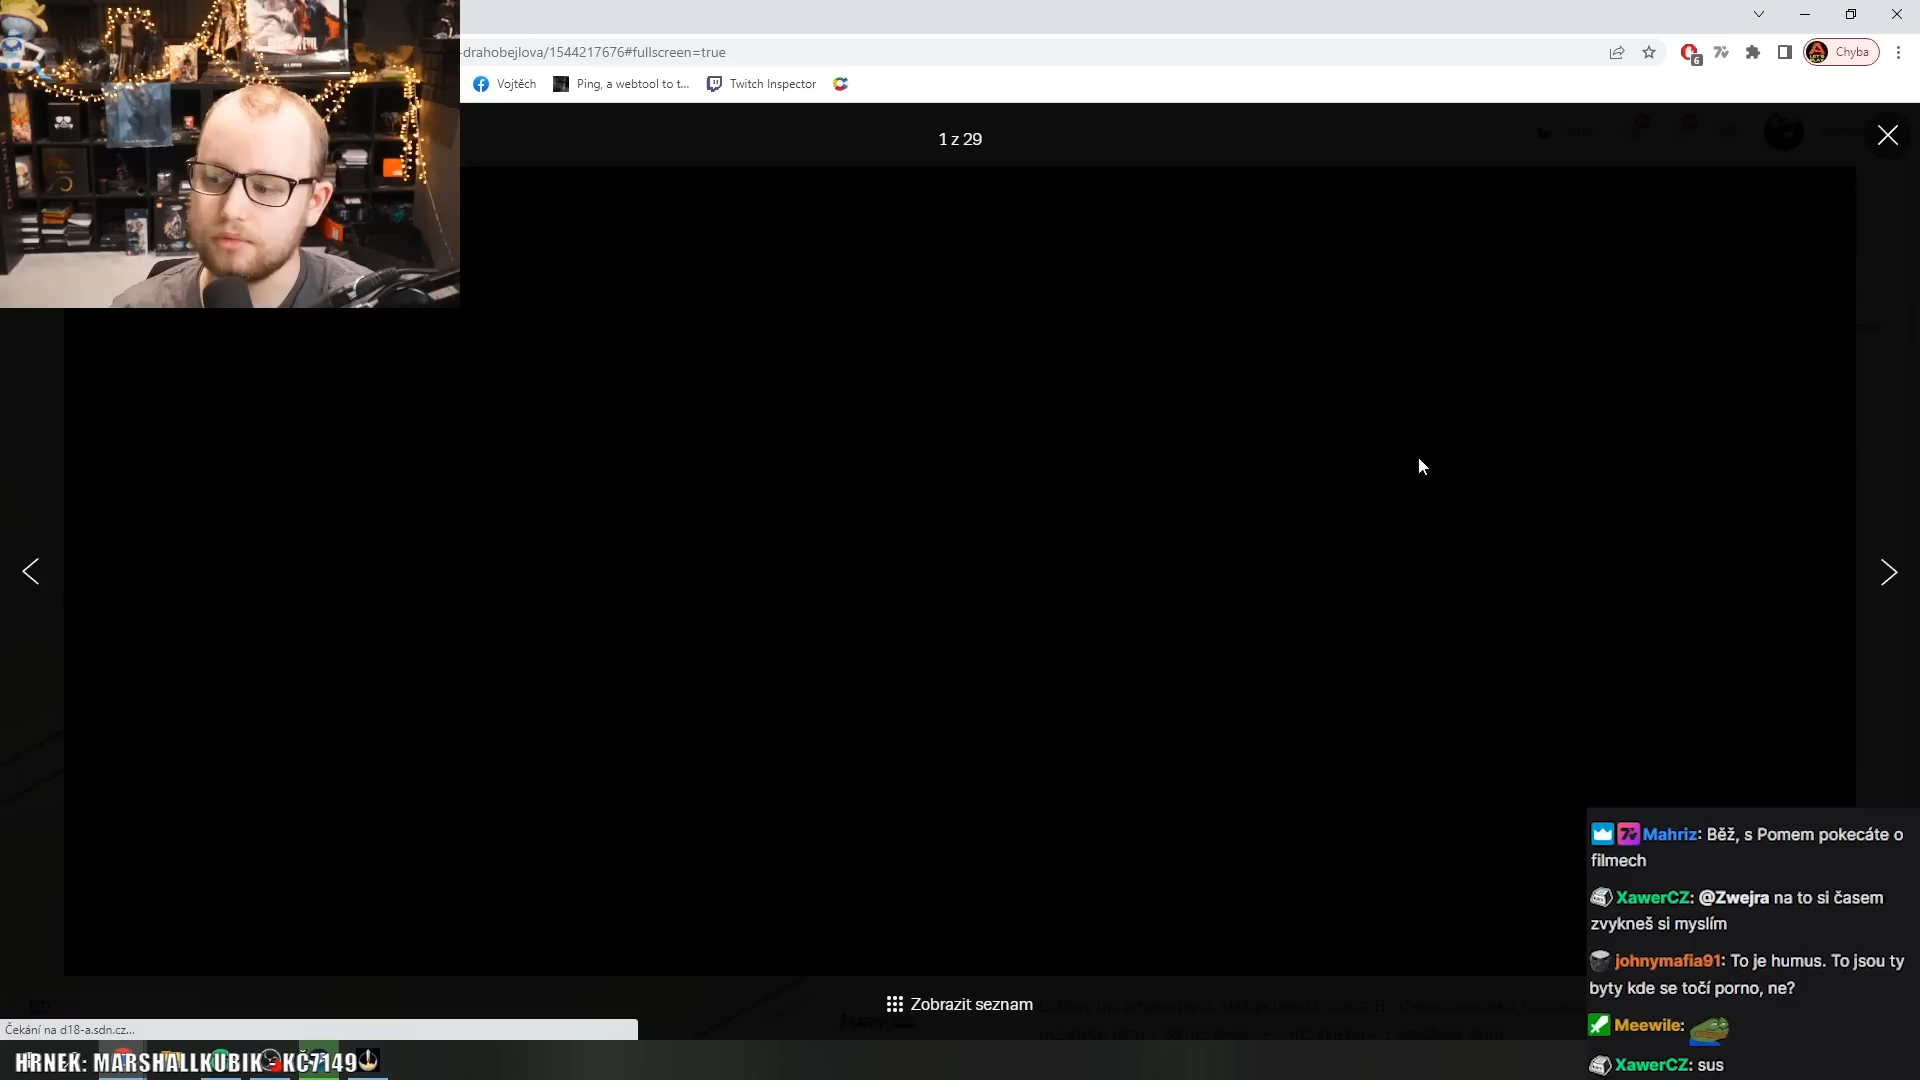 -drahobejlova/1544217676#fullscreen=true
6
Chyba
Vojtěch
Ping, a webtool to t...
Twitch Inspector
1 z 29
Mahriz: Běž, s Pomem pokecáte o
filmech
XawerCZ: @Zwejra na to si časem
zvykneš si myslím
johnymafia91: To je humus. To jsou ty
byty kde se točí porno, ne?
Meewile:
XawerCZ: sus
Zobrazit seznam
Čekání na d18-a.sdn.cz...
HRNEK: MARSHALLKUBIK - KČ7149